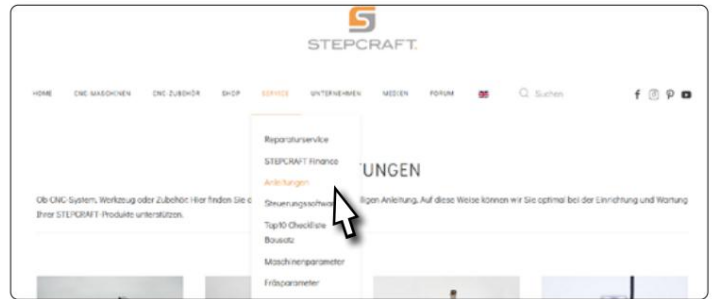 STEPCRAFT.
HOME CNC-MASCHINEN CNC-ZUBEHÖR SHOP SERVICE UNTERNEHMEN MEDIEN FORUM Suchen
Reparaturservice
STEPCRAFT Finance
Anleitungen
TUNGEN
Steuerungssoftwa
Ob CNC-System, Werkzeug oder Zubehör: Hier finden Sie d
ligen Anleitung. Auf diese Weise können wir Sie optimal bei der Einrichtung und Wartung
Ihrer STEPCRAFT-Produkte unterstützen.
Top10 Checkliste
Bausatz
Maschinenparameter
Fräsparameter